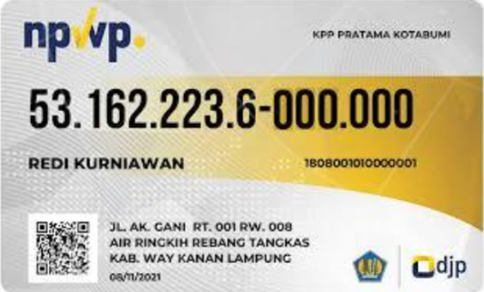 npwp.
KPP PRATAMA KOTABUMI
53.162.223.6-000.000
REDI KURNIAWAN
1808001010000001
JL. AK. GANI RT. 001 RW. 008
AIR RINGKIH REBANG TANGKAS
KAB. WAY KANAN LAMPUNG
08/11/2021
djp